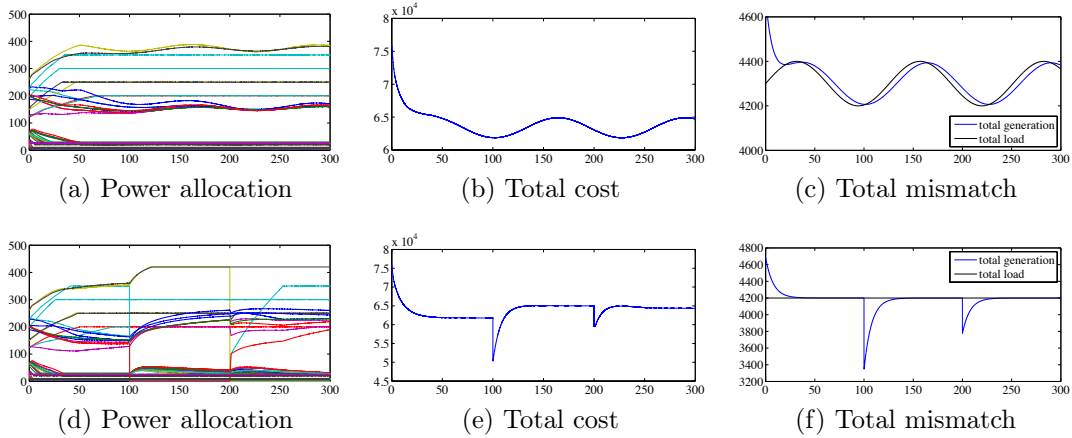 500
400
300
200
100
0
0 50 100 150 200 250 300
(a) Power allocation
x 10^4
8
7.5
7
6.5
6
0 50 100 150 200 250 300
(b) Total cost
4600
4400
4200
4000
0 50 100 150 200 250 300
total generation
total load
(c) Total mismatch
500
400
300
200
100
0
0 50 100 150 200 250 300
(d) Power allocation
x 10^4
8
7.5
7
6.5
6
5.5
5
4.5
0 50 100 150 200 250 300
(e) Total cost
4800
4600
4400
4200
4000
3800
3600
3400
3200
0 50 100 150 200 250 300
total generation
total load
(f) Total mismatch